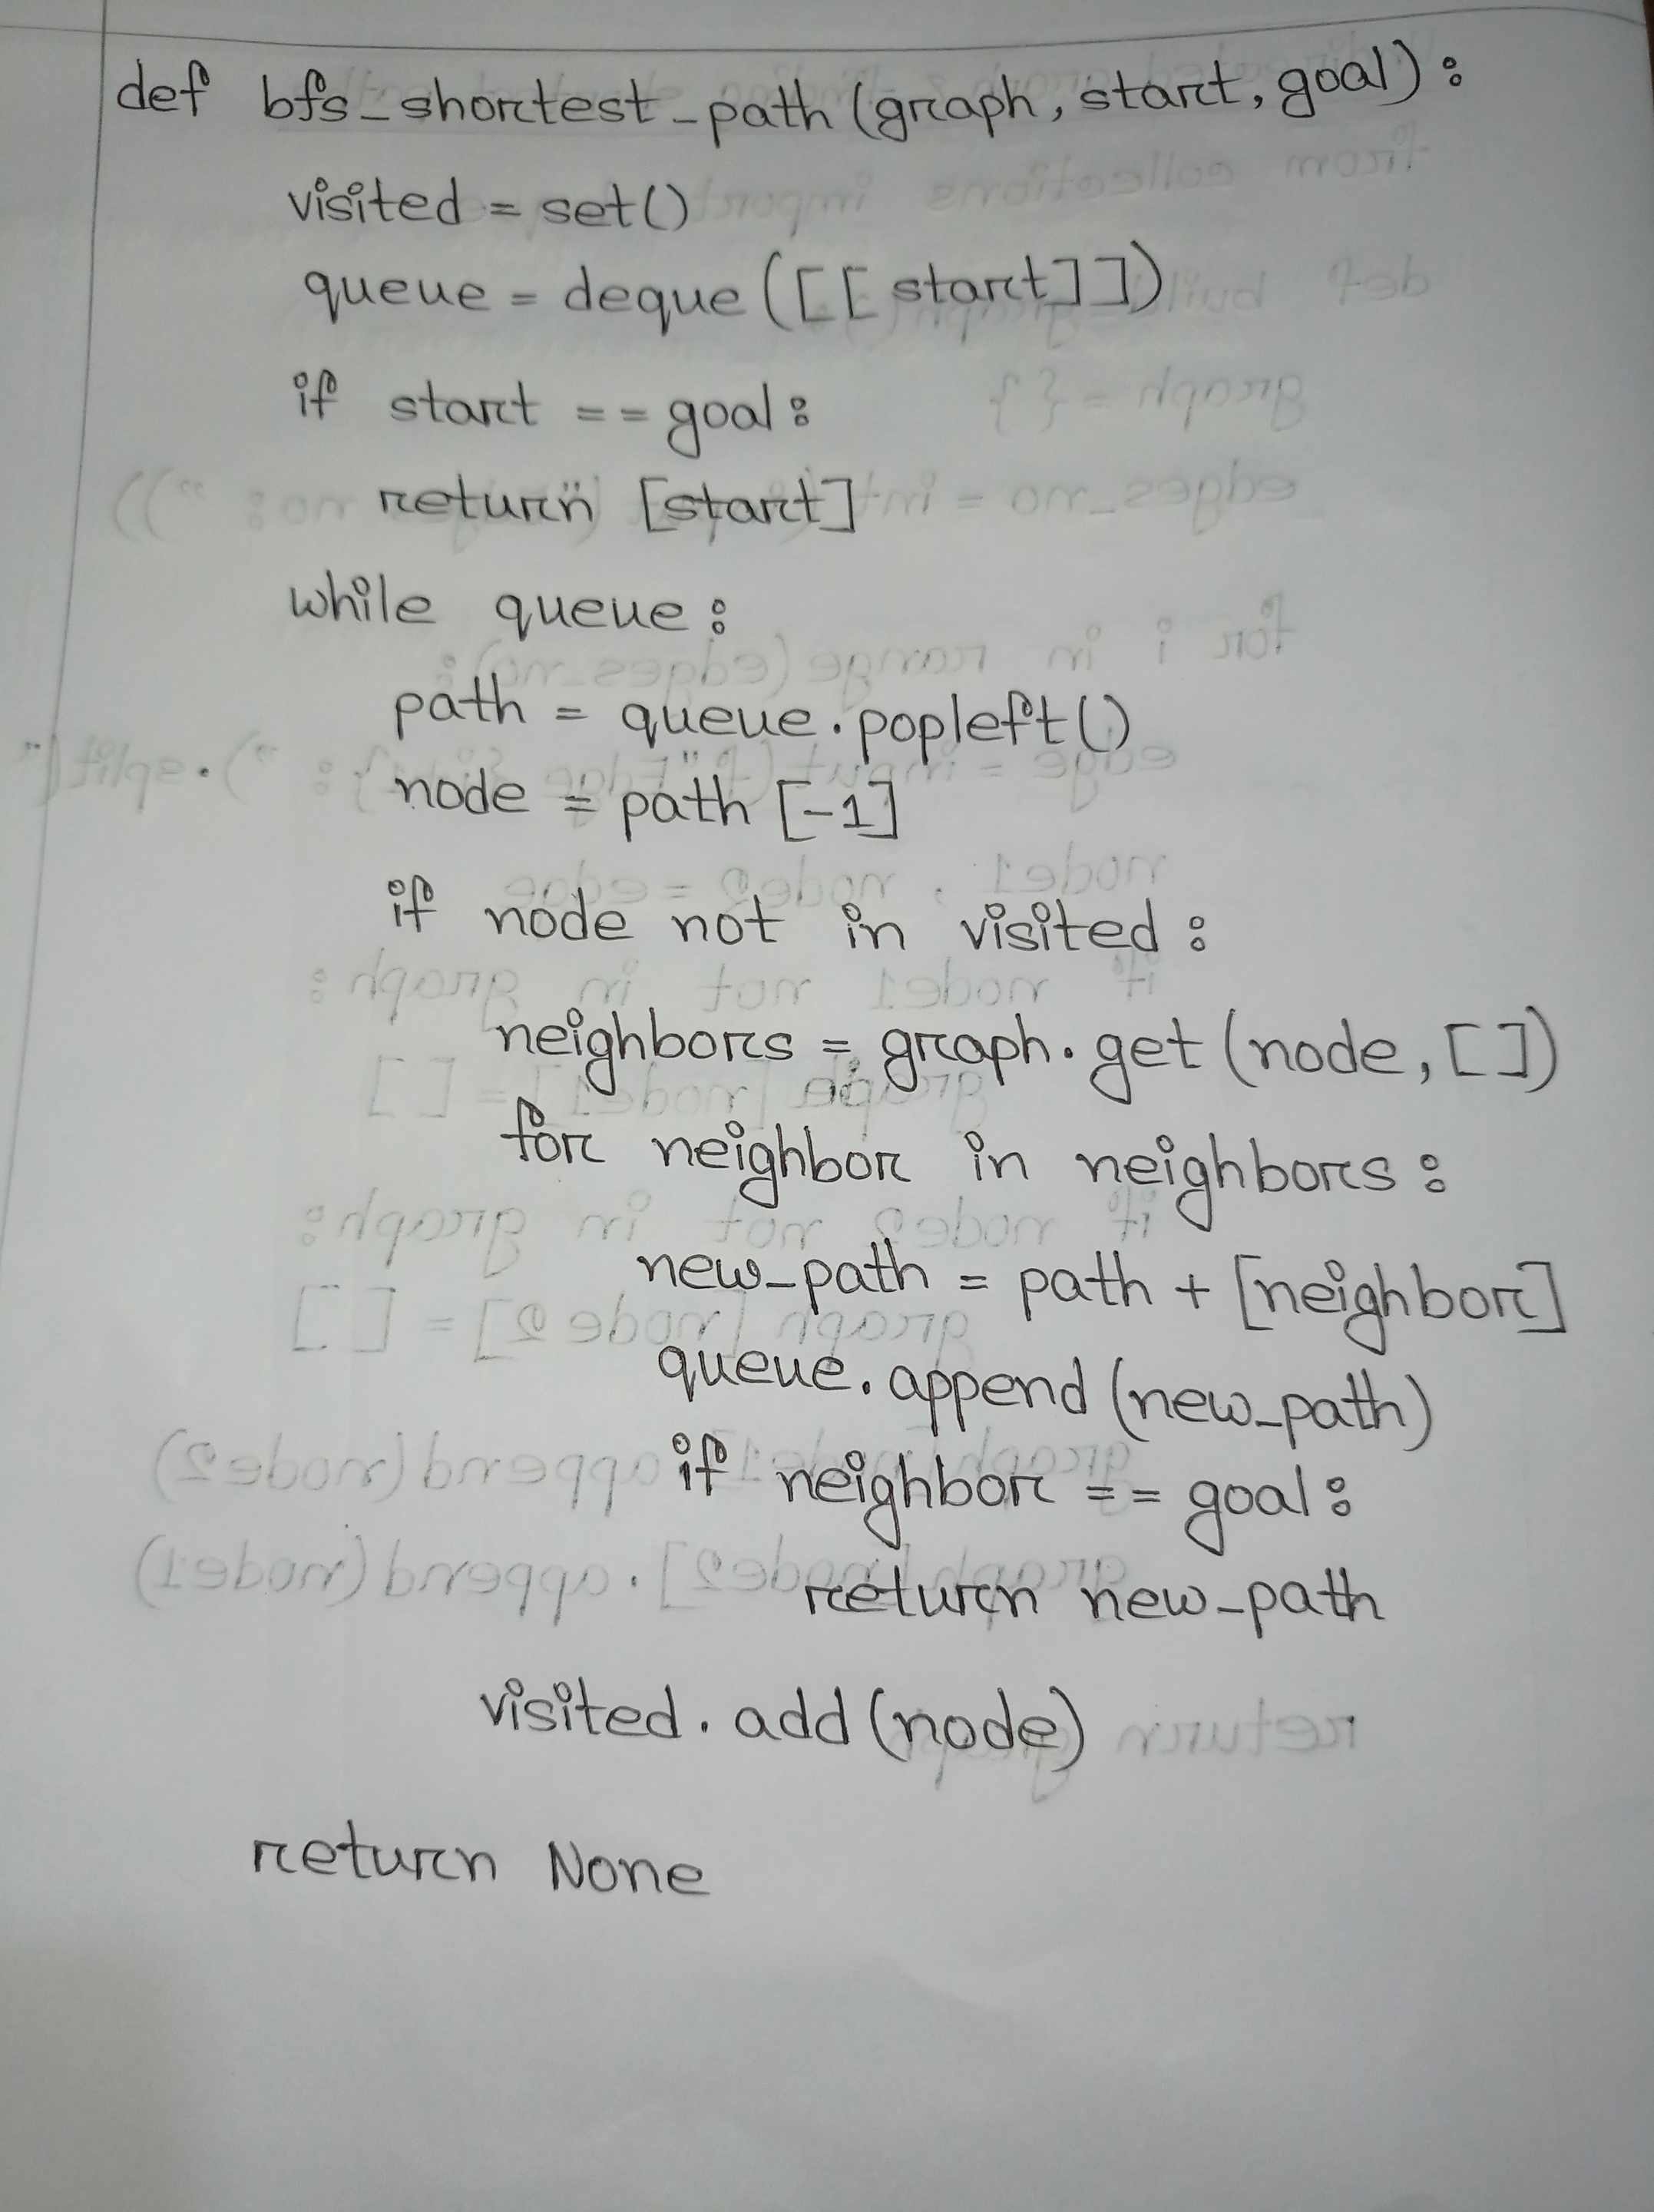 def bfs_shortest_path(graph, start, goal):
visited = set()
queue = deque([[start]])
if start == goal:
return [start]
while queue:
path = queue.popleft()
node = path[-1]
if node not in visited:
neighbors = graph.get(node, [])
for neighbor in neighbors:
new_path = path + [neighbor]
queue.append(new_path)
if neighbor == goal:
return new_path
visited.add(node)
return None